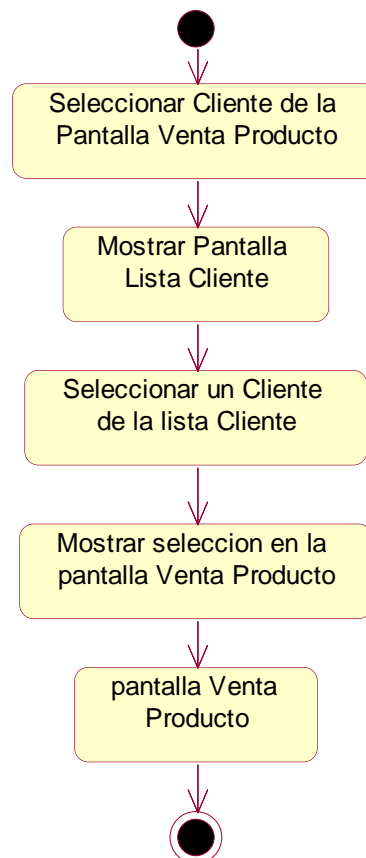 Seleccionar Cliente de la
Pantalla Venta Producto
Mostrar Pantalla
Lista Cliente
Seleccionar un Cliente
de la lista Cliente
Mostrar seleccion en la
pantalla Venta Producto
pantalla Venta
Producto